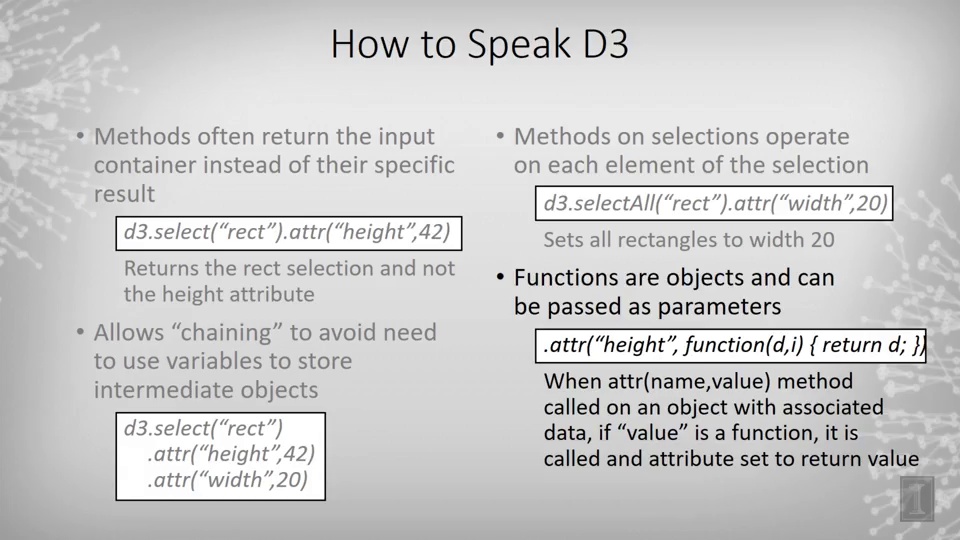 How to Speak D3
• Methods often return the input
container instead of their specific
result
d3.select(“rect”).attr(“height”,42)
Returns the rect selection and not
the height attribute
• Allows “chaining” to avoid need
to use variables to store
intermediate objects
d3.select(“rect”)
.attr(“height”,42)
.attr(“width”,20)
• Methods on selections operate
on each element of the selection
d3.selectAll(“rect”).attr(“width”,20)
Sets all rectangles to width 20
• Functions are objects and can
be passed as parameters
.attr(“height”, function(d,i) { return d; })
When attr(name,value) method
called on an object with associated
data, if “value” is a function, it is
called and attribute set to return value